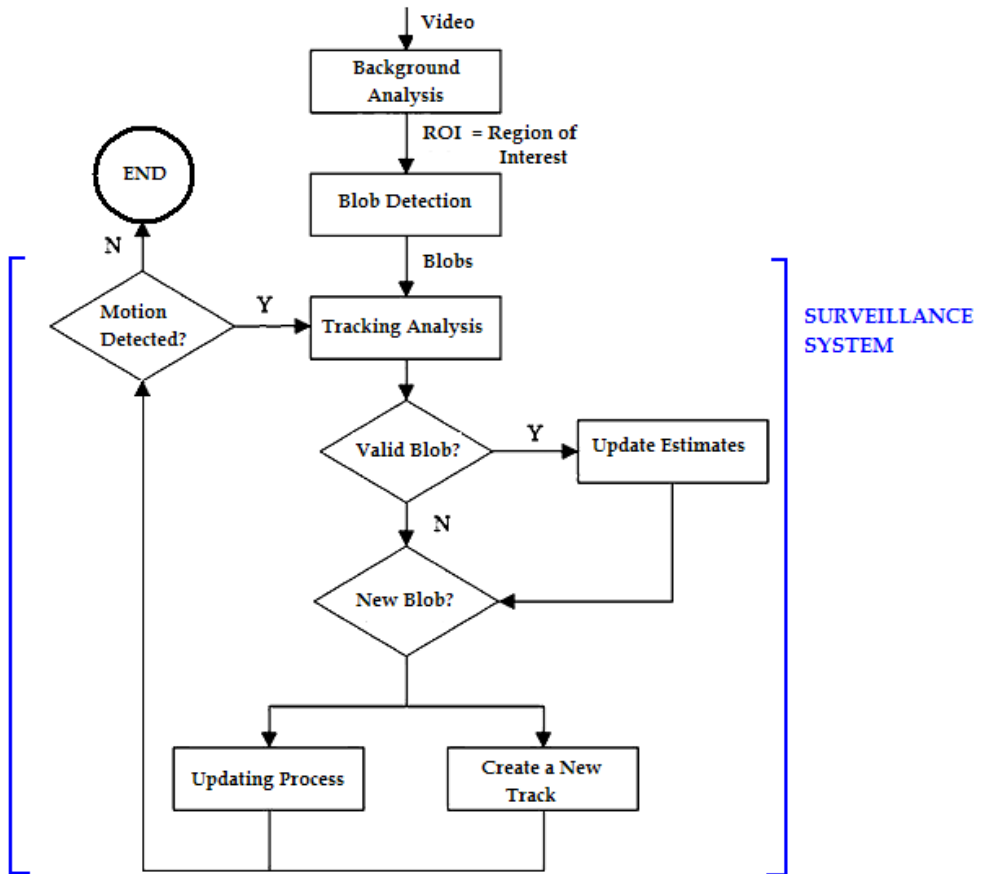 Video
Background
Analysis
ROI = Region of
Interest
END
Blob Detection
N
Blobs
Motion
Detected?
Y
Tracking Analysis
SURVEILLANCE
SYSTEM
Valid Blob?
Y
Update Estimates
N
New Blob?
Updating Process
Create a New
Track